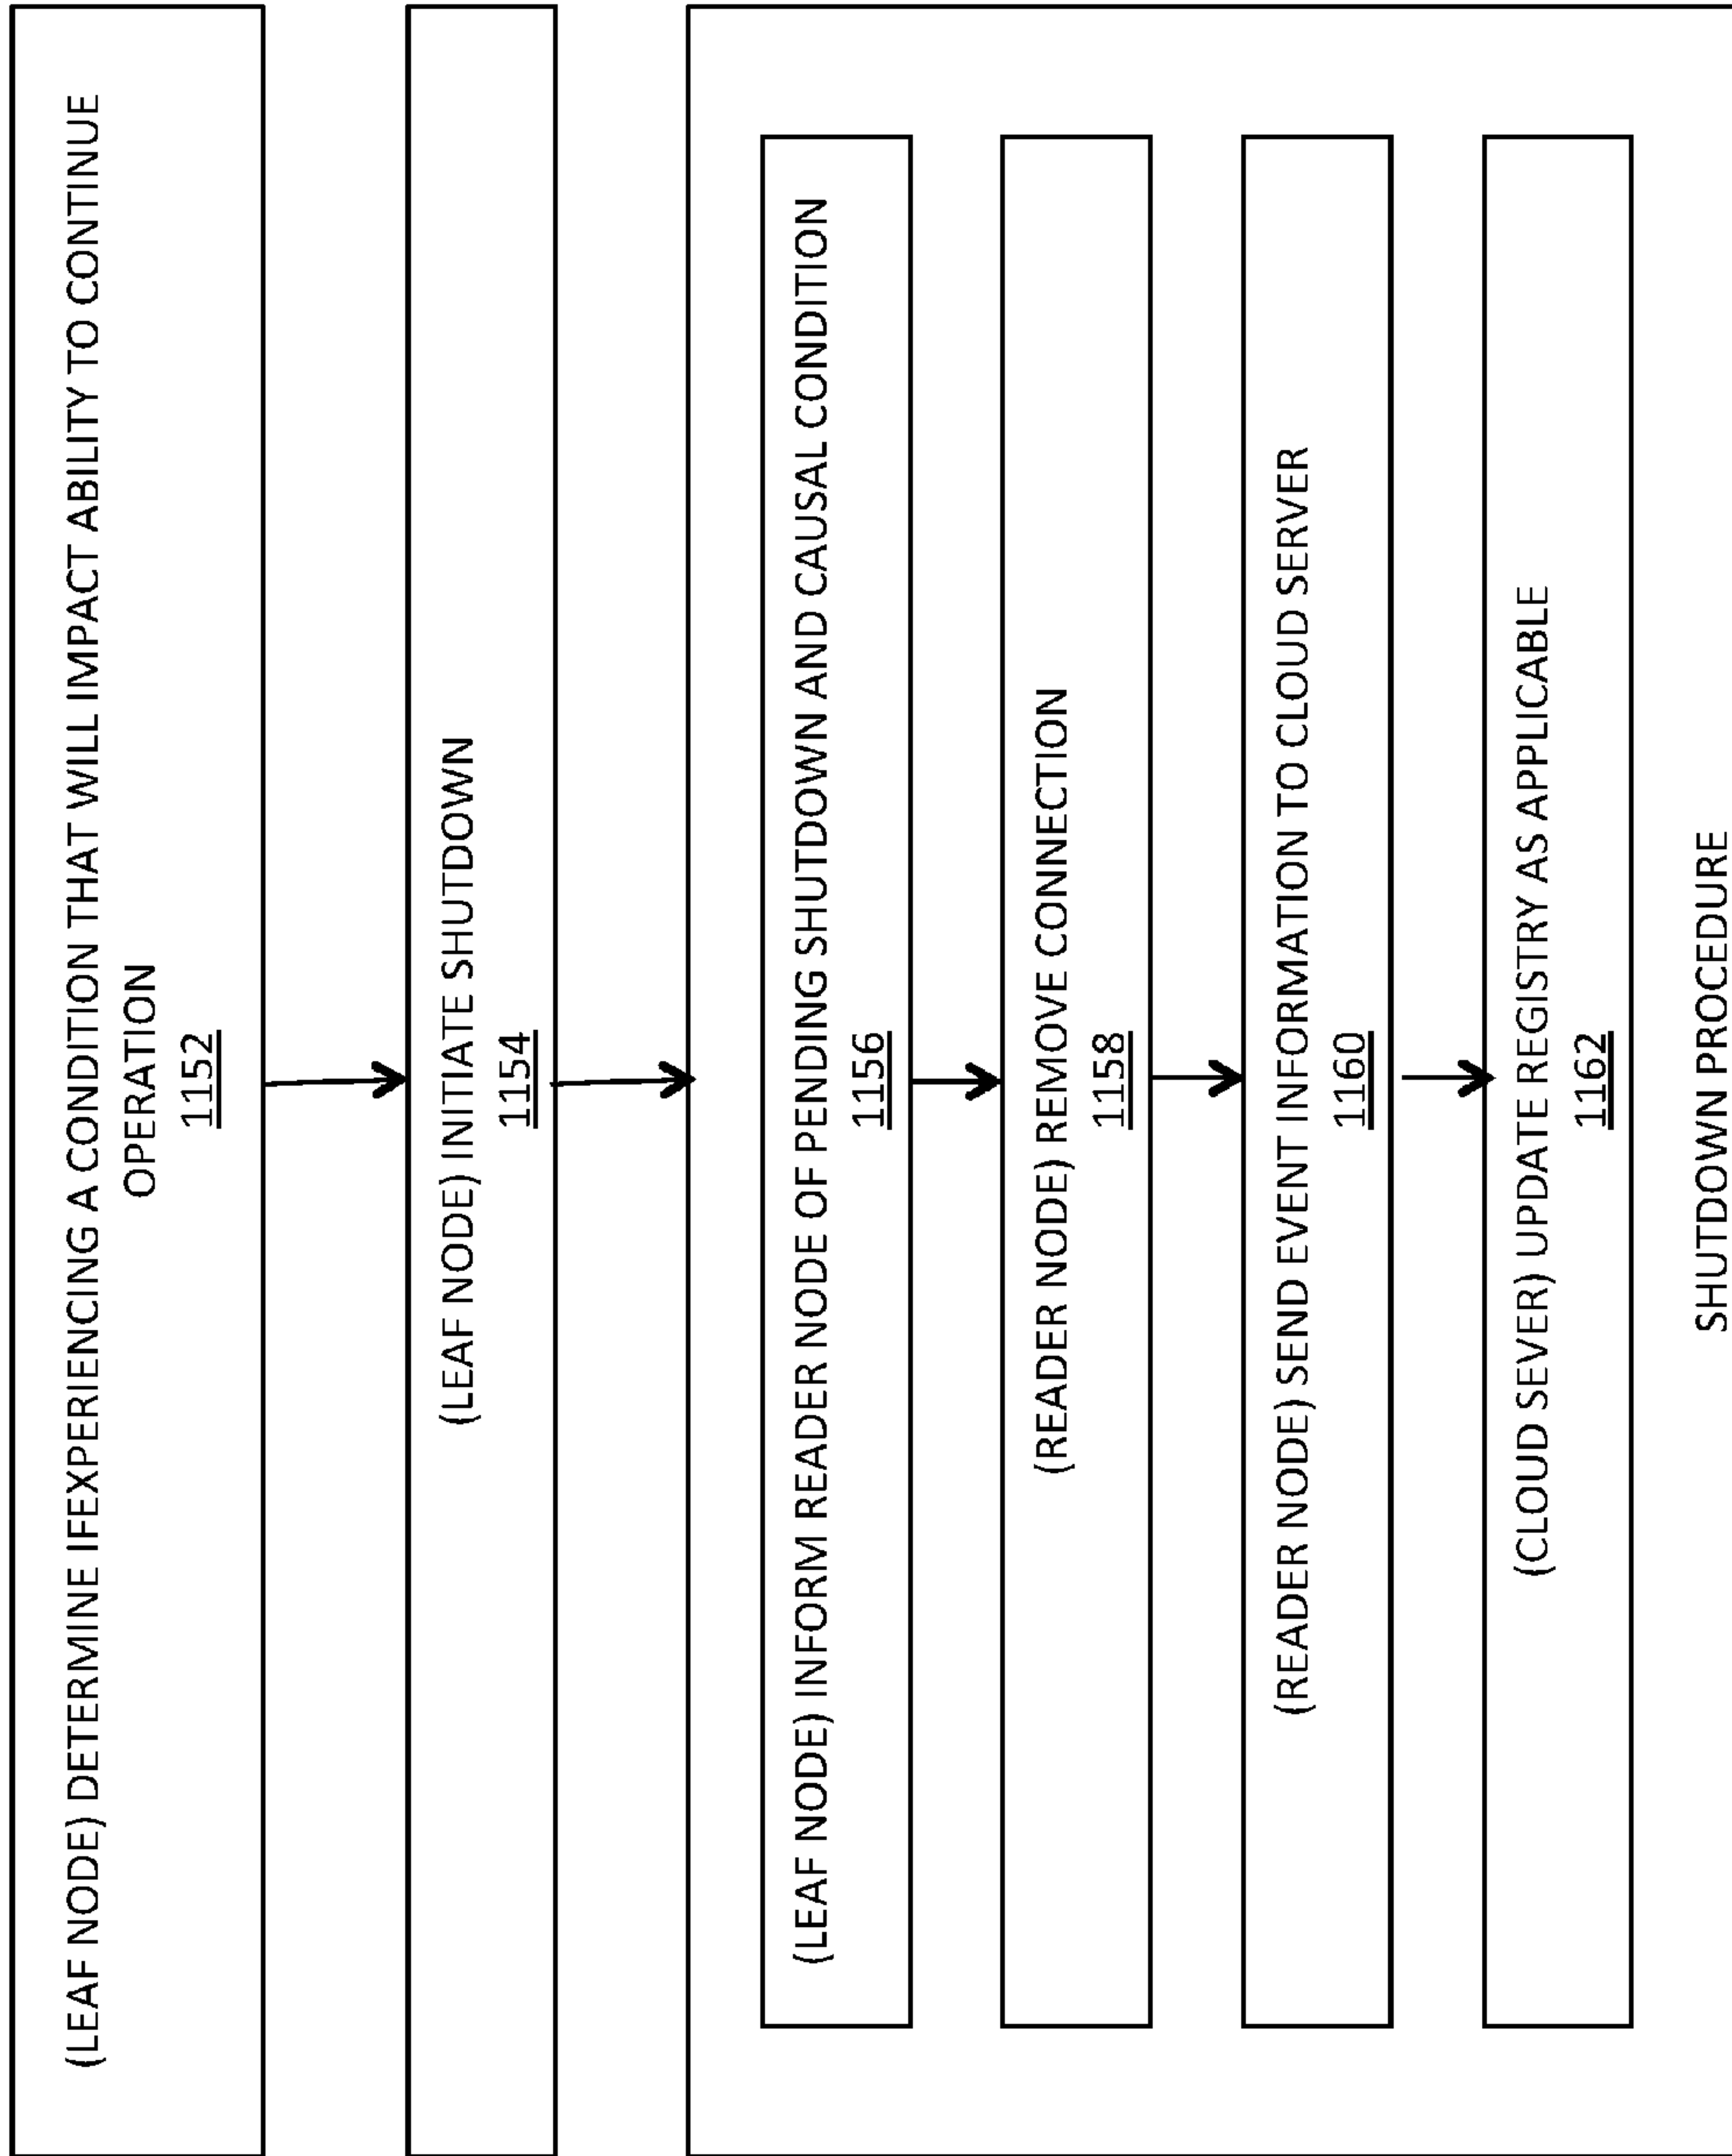 (LEAF NODE) DETERMINE IFEXPERIENCING A CONDITION THAT WILL IMPACT ABILITY TO CONTINUE
OPERATION
1152
(LEAF NODE) INITIATE SHUTDOWN
1154
(LEAF NODE) INFORM READER NODE OF PENDING SHUTDOWN AND CAUSAL CONDITION
1156
(READER NODE) REMOVE CONNECTION
1158
(READER NODE) SEND EVENT INFORMATION TO CLOUD SERVER
1160
(CLOUD SEVER) UPDATE REGISTRY AS APPLICABLE
1162
SHUTDOWN PROCEDURE